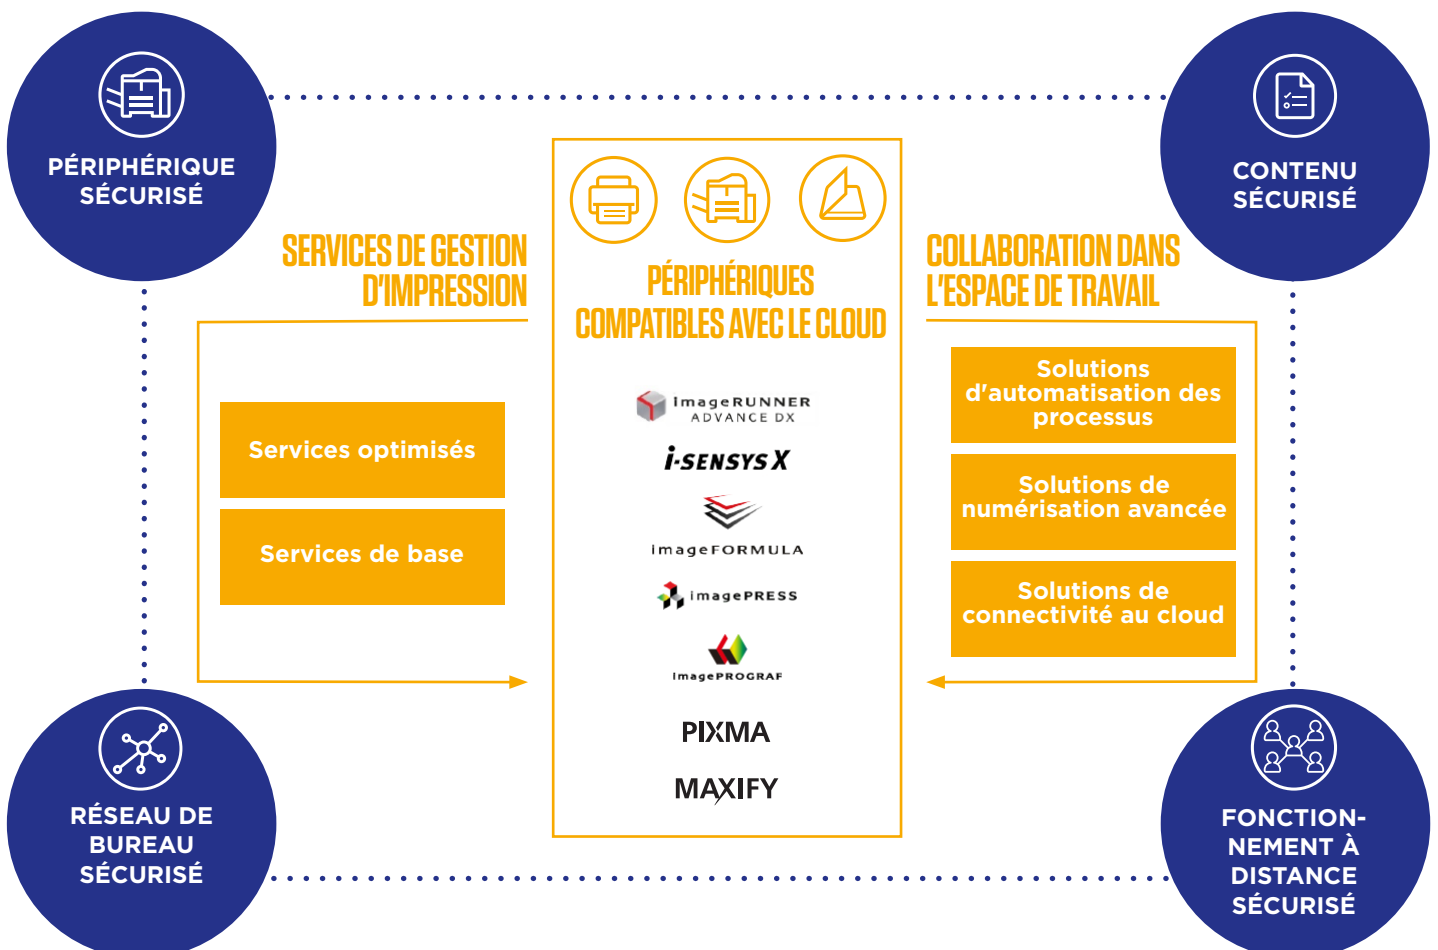 PÉRIPHÉRIQUE
SÉCURISÉ
CONTENU
SÉCURISÉ
SERVICES DE GESTION
D'IMPRESSION
Services optimisés
Services de base
PÉRIPHÉRIQUES
COMPATIBLES AVEC LE CLOUD
imageRUNNER
ADVANCE DX
i-SENSYS X
imageFORMULA
imagePRESS
imagePROGRAF
PIXMA
MAXIFY
COLLABORATION DANS
L'ESPACE DE TRAVAIL
Solutions
d'automatisation des
processus
Solutions de
numérisation avancée
Solutions de
connectivité au cloud
RÉSEAU DE
BUREAU
SÉCURISÉ
FONCTION-
NEMENT À
DISTANCE
SÉCURISÉ